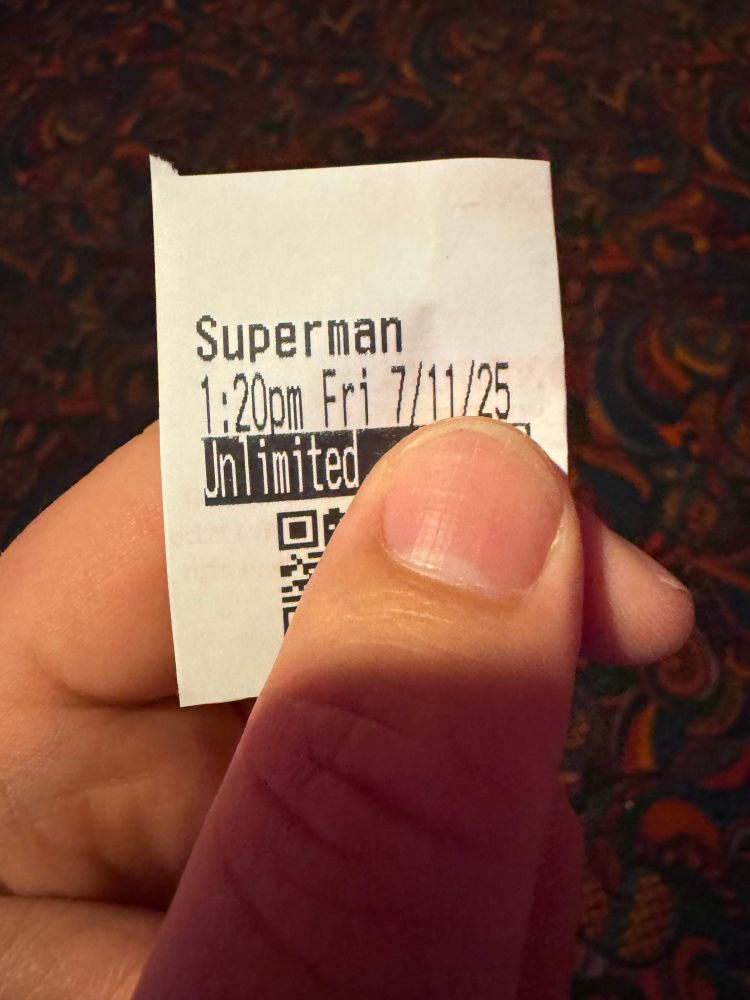 Superman
1:20pm Fri 7/11/25
Unlimited